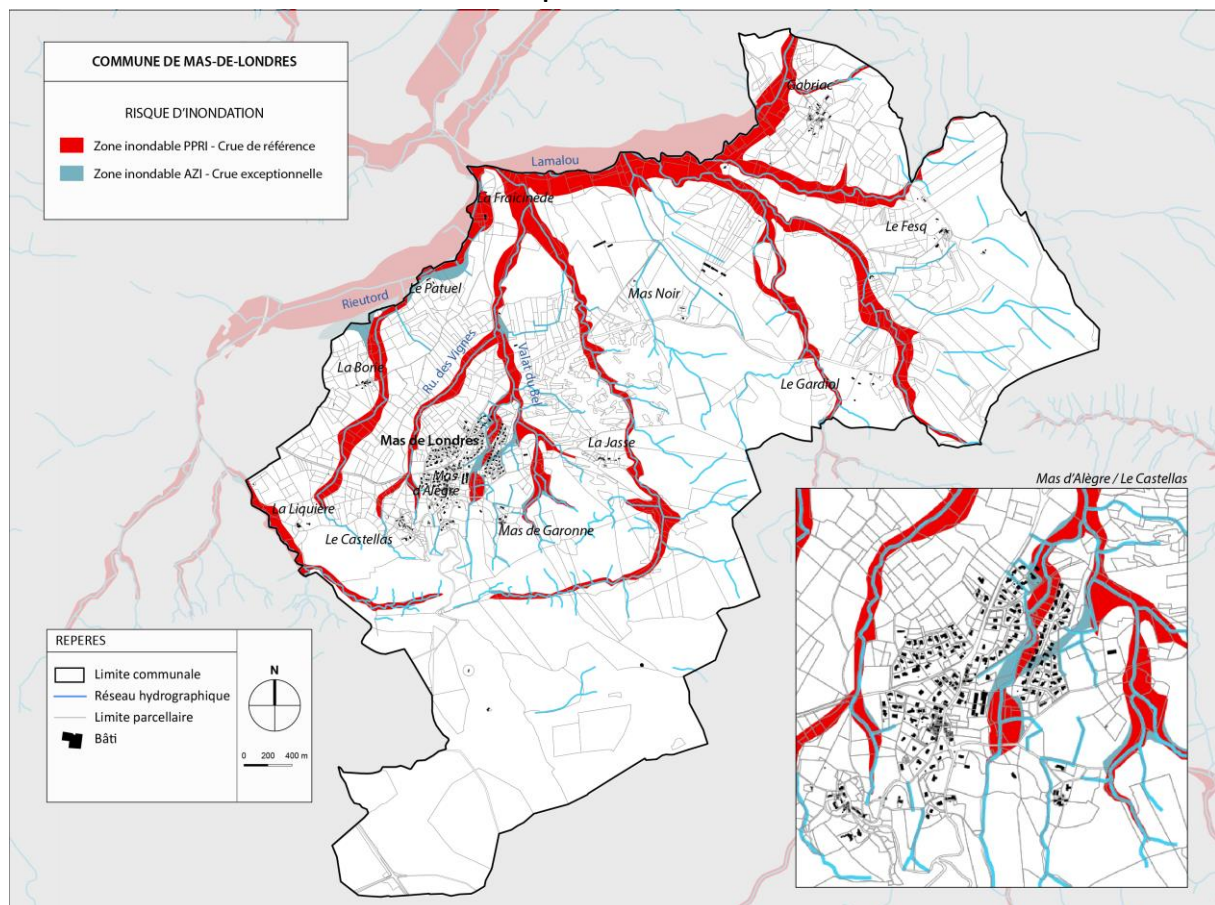 COMMUNE DE MAS-DE-LONDRES
RISQUE D'INONDATION
Zone inondable PPRI - Crue de référence
Zone inondable AZI - Crue exceptionnelle
Gabriac
Lamalou
La Fraicinède
Le Fesq
Le Patuel
Rieutord
Mas Noir
Ru. des Vignes
Valat du Bel
La Bone
Le Gardiol
Mas de Londres
La Jasse
Mas
d'Alègre
La Liquière
Le Castellas
Mas de Garonne
Mas d'Alègre / Le Castellas
REPERES
Limite communale
Réseau hydrographique
Limite parcellaire
Bâti
N
0 200 400 m